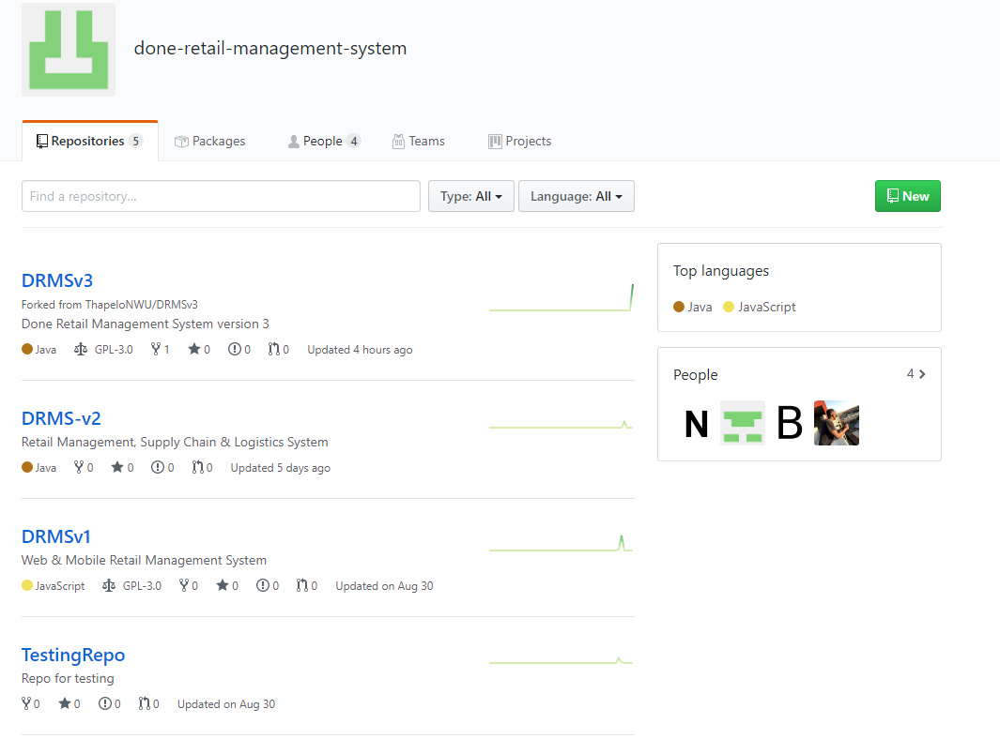 done-retail-management-system
Repositories 5 Packages People 4 Teams Projects
Find a repository... Type: All Language: All New
DRMSv3
Forked from ThapeloNWU/DRMSv3
Done Retail Management System version 3
Java GPL-3.0 1 0 0 0 Updated 4 hours ago
DRMS-v2
Retail Management, Supply Chain & Logistics System
Java 0 0 0 0 Updated 5 days ago
DRMSv1
Web & Mobile Retail Management System
JavaScript GPL-3.0 0 0 0 0 Updated on Aug 30
TestingRepo
Repo for testing
0 0 0 0 Updated on Aug 30
Top languages
Java JavaScript
People 4
N B